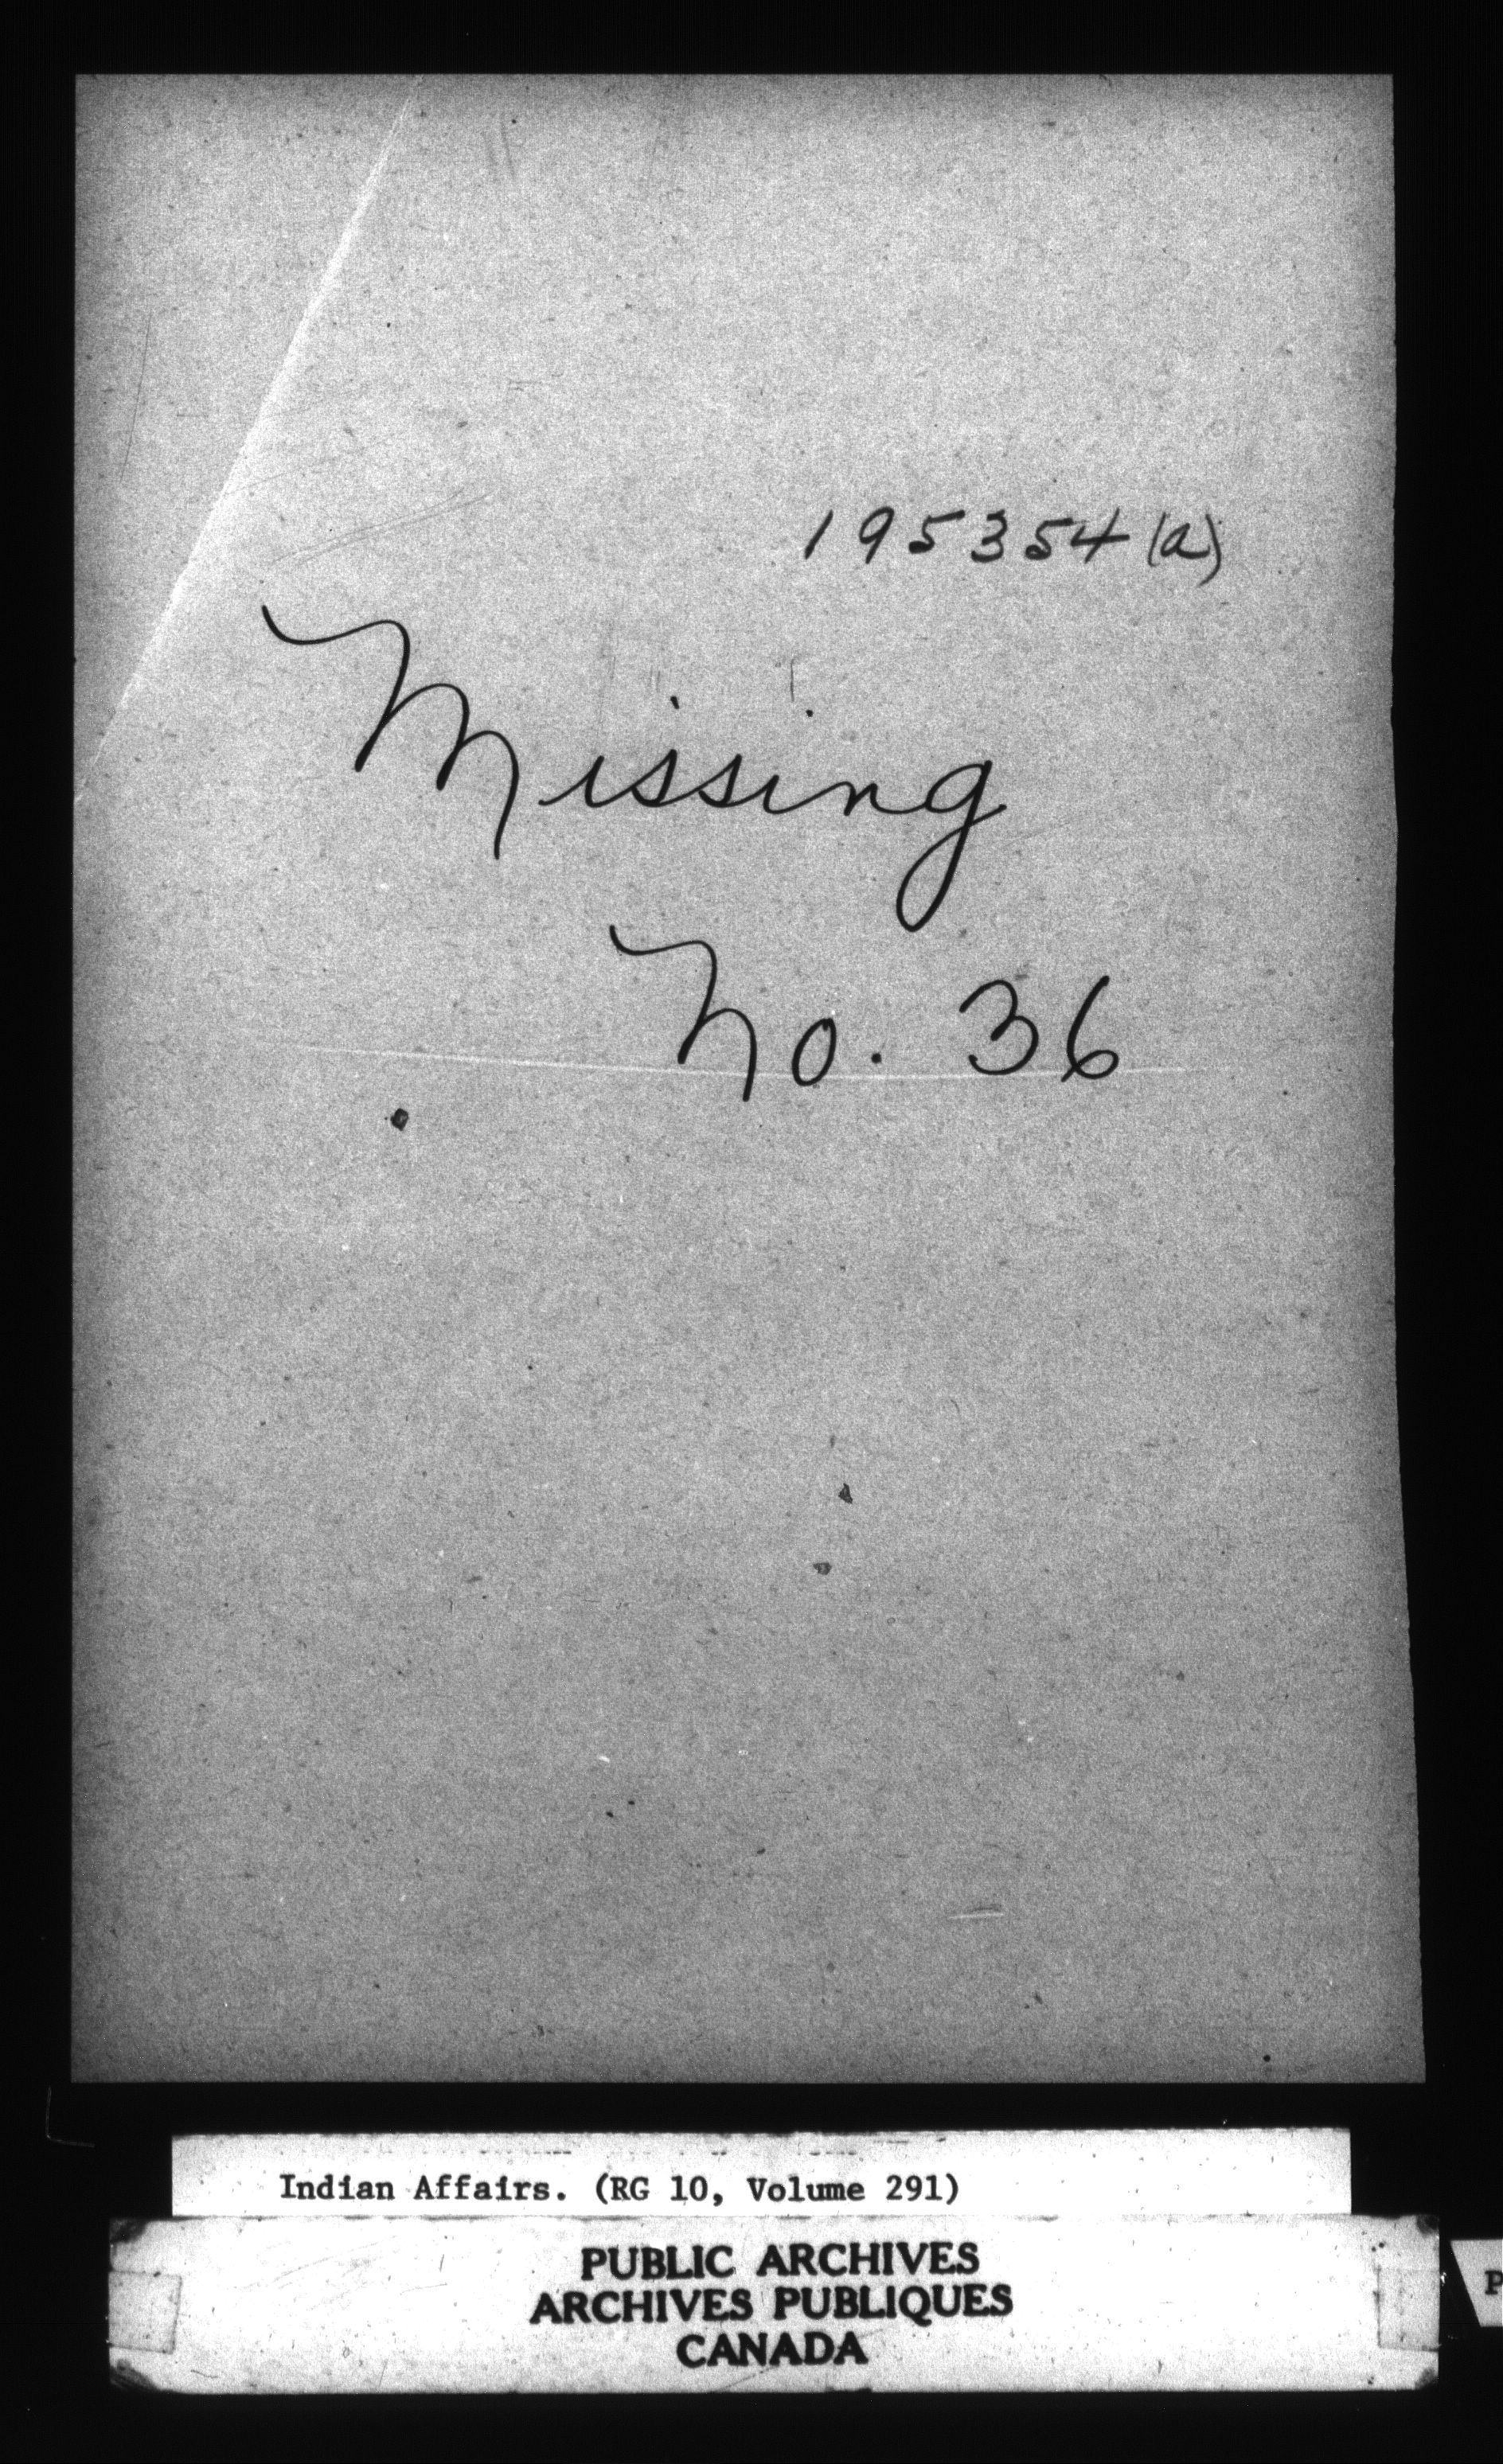 195354(a)
Missing
No. 36
Indian Affairs. (RG 10, Volume 291)
PUBLIC ARCHIVES
ARCHIVES PUBLIQUES
CANADA
P